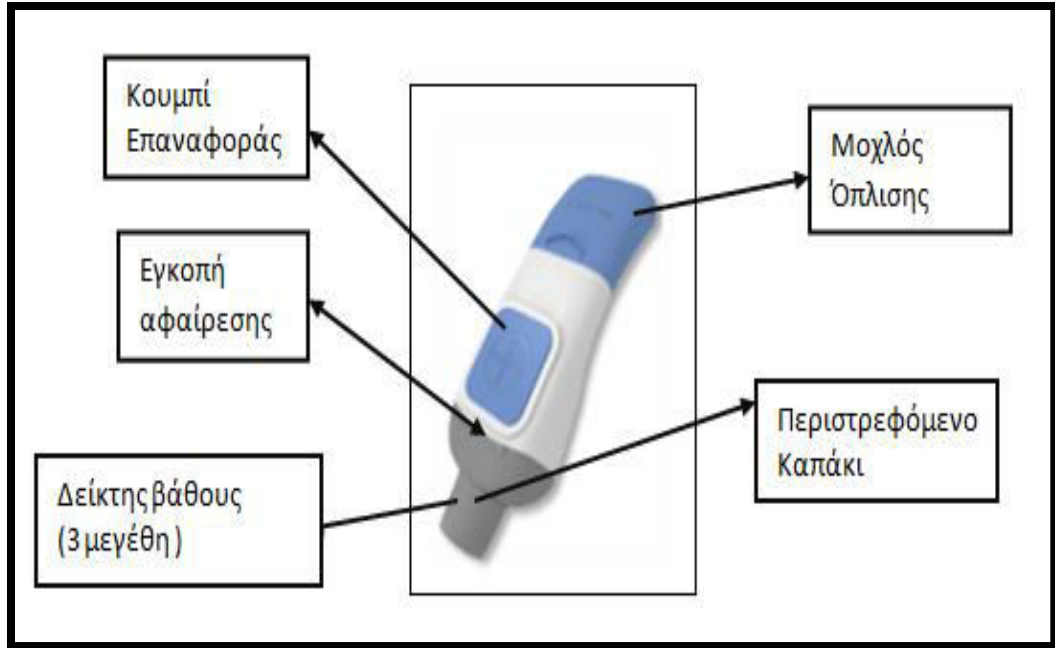 Κουμπί
Επαναφοράς
Μοχλός
Όπλισης
Εγκοπή
αφαίρεσης
Περιστρεφόμενο
Καπάκι
Δείκτης βάθους
(3 μεγέθη )